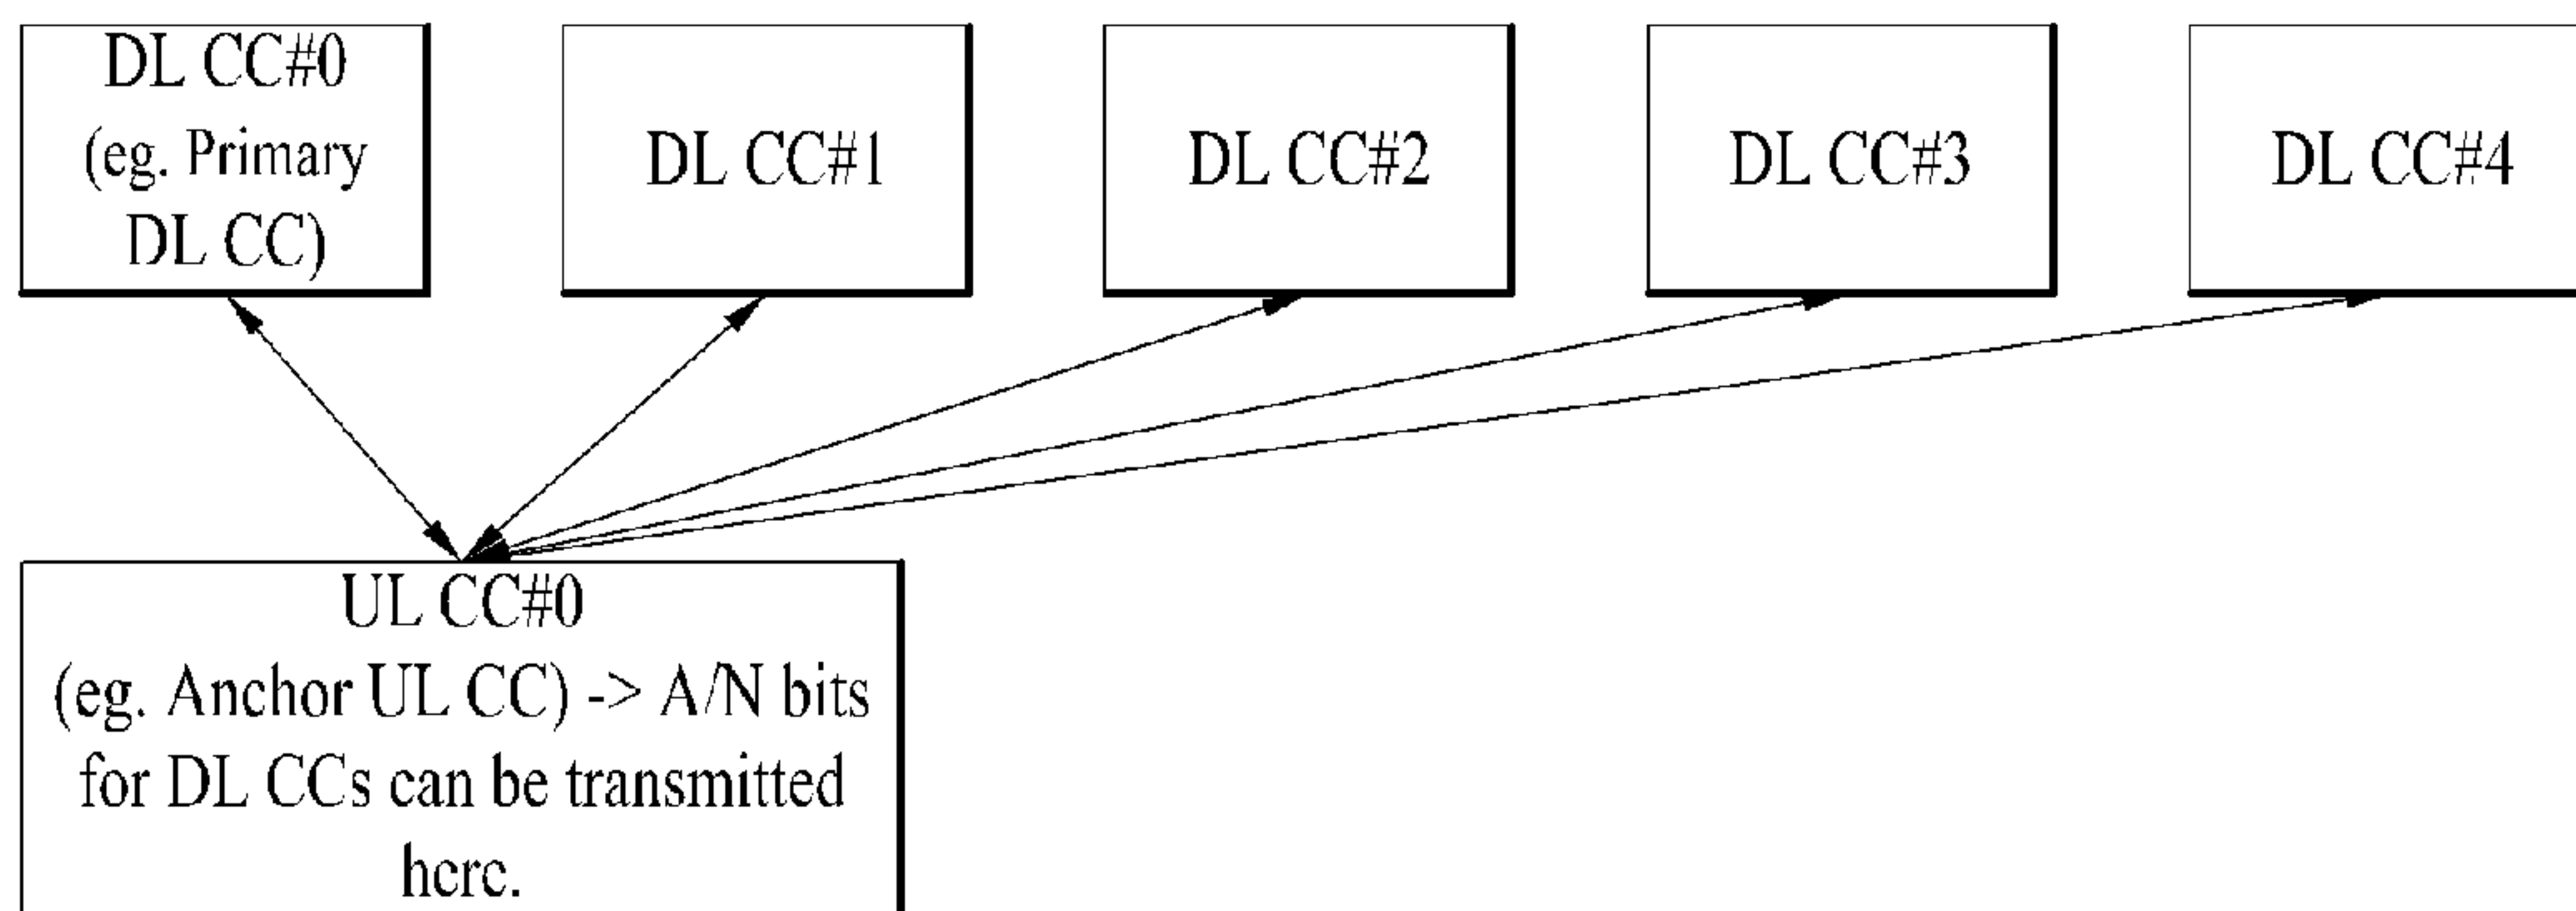 DL CC#0
(eg. Primary
DL CC)
DL CC#1
DL CC#2
DL CC#3
DL CC#4
UL CC#0
(eg. Anchor UL CC) -> A/N bits
for DL CCs can be transmitted
here.